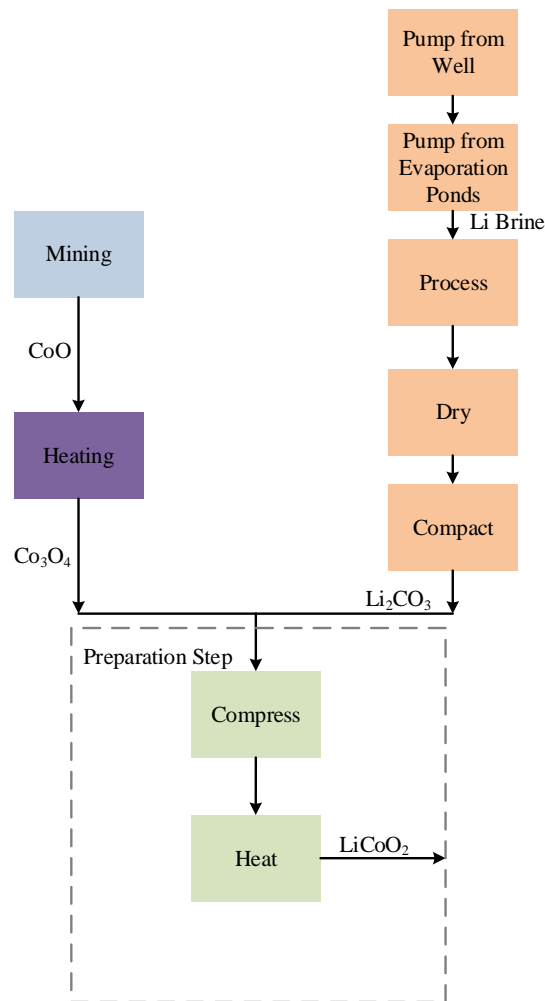 Pump from
Well
Pump from
Evaporation
Ponds
Li Brine
Mining
Process
CoO
Dry
Heating
Compact
Co₃O₄
Li₂CO₃
Preparation Step
Compress
Heat
LiCoO₂